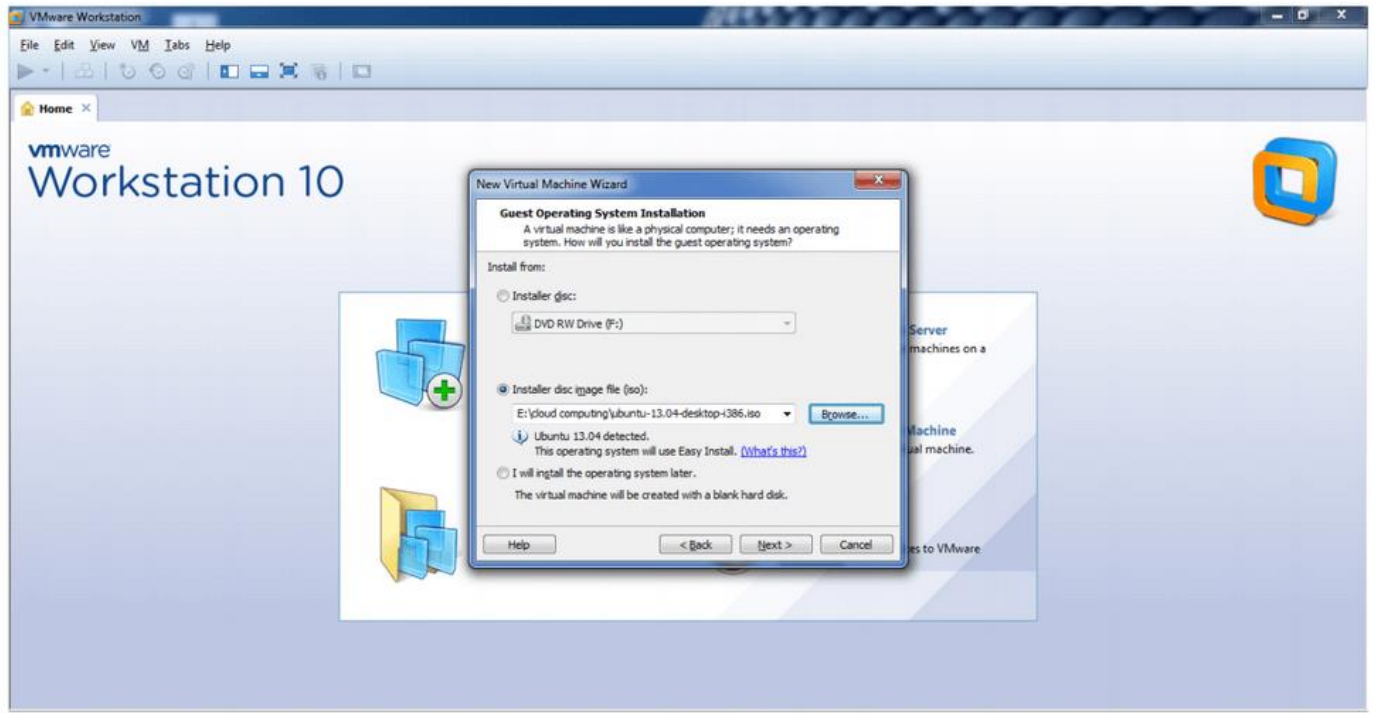 VMware Workstation
File Edit View VM Tabs Help
Home
vmware
Workstation 10
New Virtual Machine Wizard
Guest Operating System Installation
A virtual machine is like a physical computer; it needs an operating
system. How will you install the guest operating system?
Install from:
Installer disc:
DVD RW Drive (F:)
Installer disc image file (iso):
E:\cloud computing\ubuntu-13.04-desktop-i386.iso
Browse...
Ubuntu 13.04 detected.
This operating system will use Easy Install. (What's this?)
I will install the operating system later.
The virtual machine will be created with a blank hard disk.
Help < Back Next > Cancel
Server
machines on a
Machine
machine.
to VMware